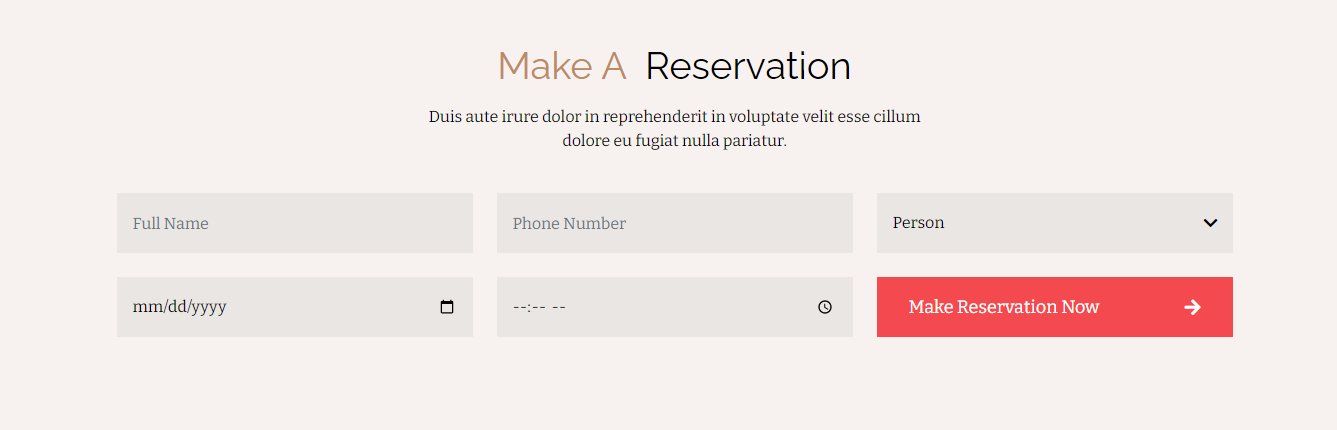 Make A Reservation
Duis aute irure dolor in reprehenderit in voluptate velit esse cillum
dolore eu fugiat nulla pariatur.
Full Name
Phone Number
Person
mm/dd/yyyy
--:-- --
Make Reservation Now